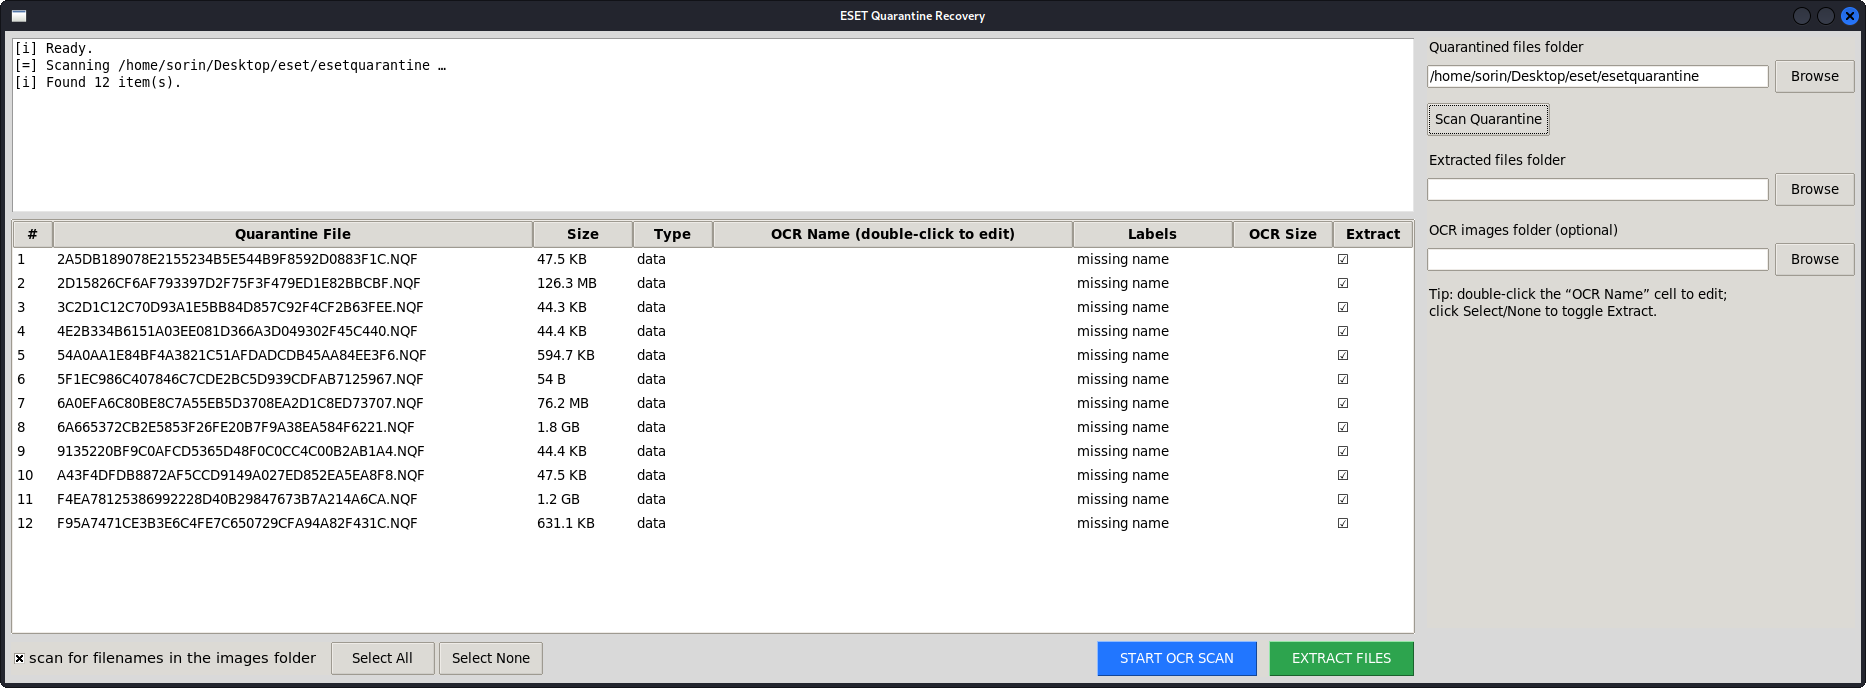 ESET Quarantine Recovery
[i] Ready.
[=] Scanning /home/sorin/Desktop/eset/esetquarantine …
[i] Found 12 item(s).
Quarantined files folder
/home/sorin/Desktop/eset/esetquarantine Browse
Scan Quarantine
Extracted files folder
Browse
OCR images folder (optional)
Browse
Tip: double-click the “OCR Name” cell to edit;
click Select/None to toggle Extract.
# Quarantine File Size Type OCR Name (double-click to edit) Labels OCR Size Extract
1 2A5DB189078E2155234B5E544B9F8592D0883F1C.NQF 47.5 KB data missing name ☑
2 2D15826CF6AF793397D2F75F3F479ED1E82BBCBF.NQF 126.3 MB data missing name ☑
3 3C2D1C12C70D93A1E5BB84D857C92F4CF2B63FEE.NQF 44.3 KB data missing name ☑
4 4E2B334B6151A03EE081D366A3D049302F45C440.NQF 44.4 KB data missing name ☑
5 54A0AA1E84BF4A3821C51AFDADCDB45AA84EE3F6.NQF 594.7 KB data missing name ☑
6 5F1EC986C407846C7CDE2BC5D939CDFAB7125967.NQF 54 B data missing name ☑
7 6A0EFA6C80BE8C7A55EB5D3708EA2D1C8ED73707.NQF 76.2 MB data missing name ☑
8 6A665372CB2E5853F26FE20B7F9A38EA584F6221.NQF 1.8 GB data missing name ☑
9 9135220BF9C0AFCD5365D48F0C0CC4C00B2AB1A4.NQF 44.4 KB data missing name ☑
10 A43F4DFDB8872AF5CCD9149A027ED852EA5EA8F8.NQF 47.5 KB data missing name ☑
11 F4EA78125386992228D40B29847673B7A214A6CA.NQF 1.2 GB data missing name ☑
12 F95A7471CE3B3E6C4FE7C650729CFA94A82F431C.NQF 631.1 KB data missing name ☑
scan for filenames in the images folder Select All Select None START OCR SCAN EXTRACT FILES